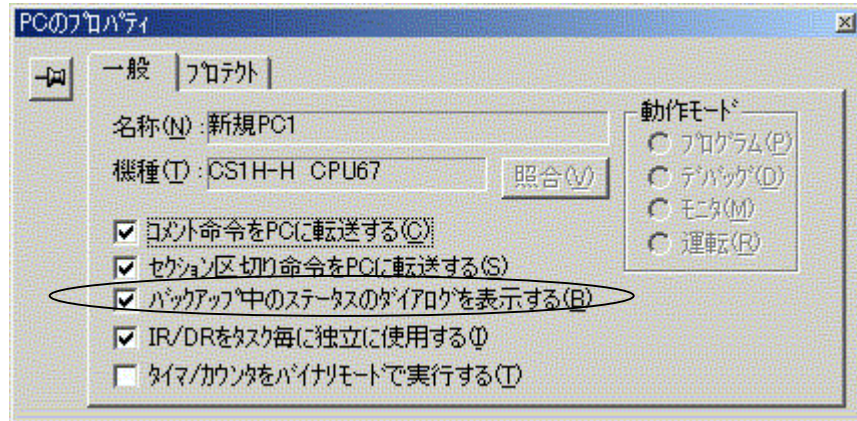 PCのﾌﾟﾛﾊﾟﾃｨ
一般
ﾌﾟﾛﾃｸﾄ
名称(N):新規PC1
機種(T):CS1H-H CPU67
照合(V)
動作ﾓｰﾄﾞ
ﾌﾟﾛｸﾞﾗﾑ(P)
ﾃﾞﾊﾞｯｸﾞ(D)
ﾓﾆﾀ(M)
運転(R)
ｺﾒﾝﾄ命令をPCに転送する(C)
ｾｸｼｮﾝ区切り命令をPCに転送する(S)
ﾊﾞｯｸｱｯﾌﾟ中のｽﾃｰﾀｽのﾀﾞｲｱﾛｸﾞを表示する(B)
IR/DRをﾀｽｸ毎に独立に使用する(I)
ﾀｲﾏ/ｶｳﾝﾀをﾊﾞｲﾅﾘﾓｰﾄﾞで実行する(T)